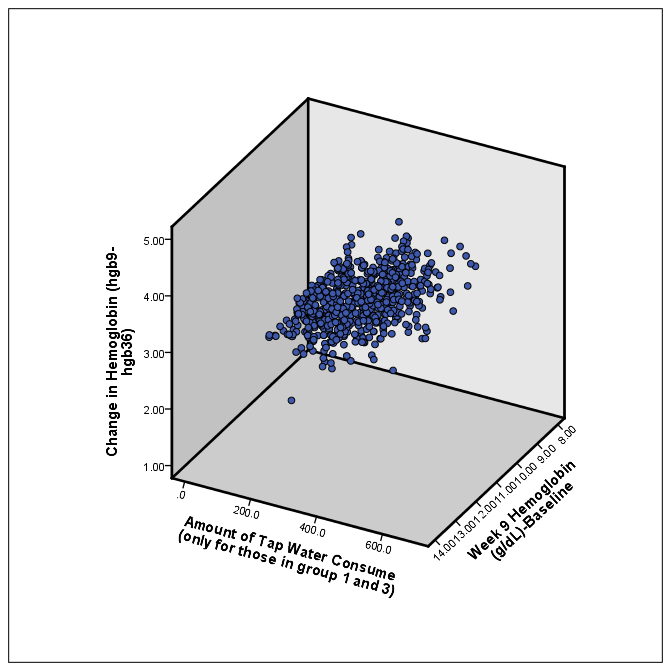 Change in Hemoglobin (hgb9-
hgb36)
5.00
4.00
3.00
2.00
1.00
.0
200.0
400.0
600.0
Amount of Tap Water Consume
(only for those in group 1 and 3)
14.00
13.00
12.00
11.00
10.00
9.00
8.00
Week 9 Hemoglobin
(g/dL)-Baseline